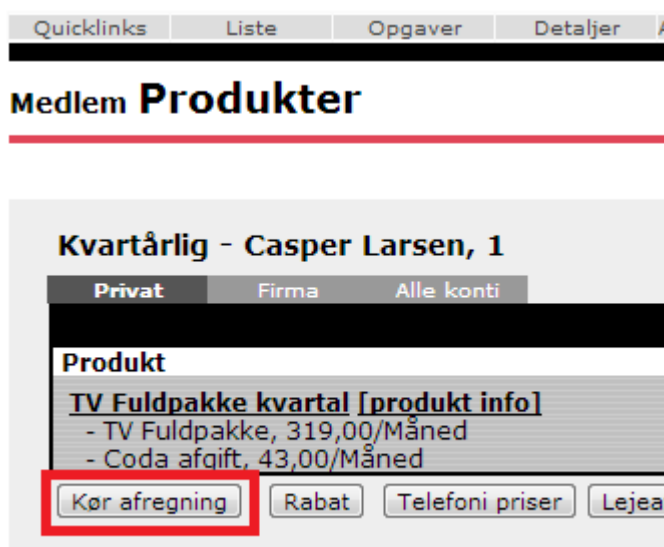 Quicklinks Liste Opgaver Detaljer
Medlem Produkter
Kvartårlig - Casper Larsen, 1
Privat Firma Alle konti
Produkt
TV Fuldpakke kvartal [produkt info]
- TV Fuldpakke, 319,00/Måned
- Coda afgift, 43,00/Måned
Kør afregning Rabat Telefoni priser Lejea